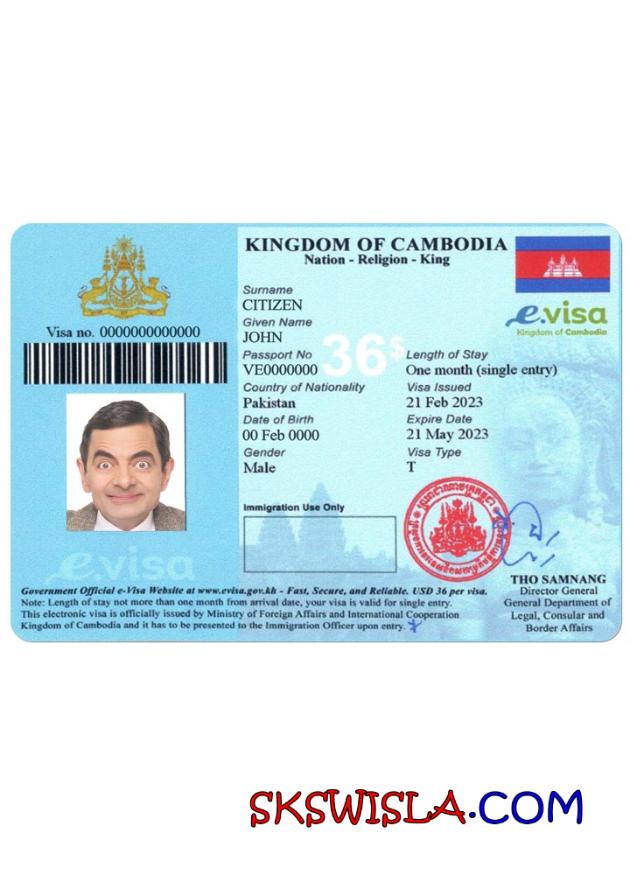 KINGDOM OF CAMBODIA
Nation - Religion - King
e.visa
Kingdom of Cambodia
Visa no. 0000000000000
Surname
CITIZEN
Given Name
JOHN
Passport No
VE0000000
36$
Length of Stay
One month (single entry)
Country of Nationality
Pakistan
Visa Issued
21 Feb 2023
Date of Birth
00 Feb 0000
Expire Date
21 May 2023
Gender
Male
Visa Type
T
Immigration Use Only
e.visa
THO SAMNANG
Director General
General Department of
Legal, Consular and
Border Affairs
Government Official e-Visa Website at www.evisa.gov.kh - Fast, Secure, and Reliable. USD 36 per visa.
Note: Length of stay not more than one month from arrival date, your visa is valid for single entry.
This electronic visa is officially issued by Ministry of Foreign Affairs and International Cooperation
Kingdom of Cambodia and it has to be presented to the Immigration Officer upon entry.
SKSWISLA.COM